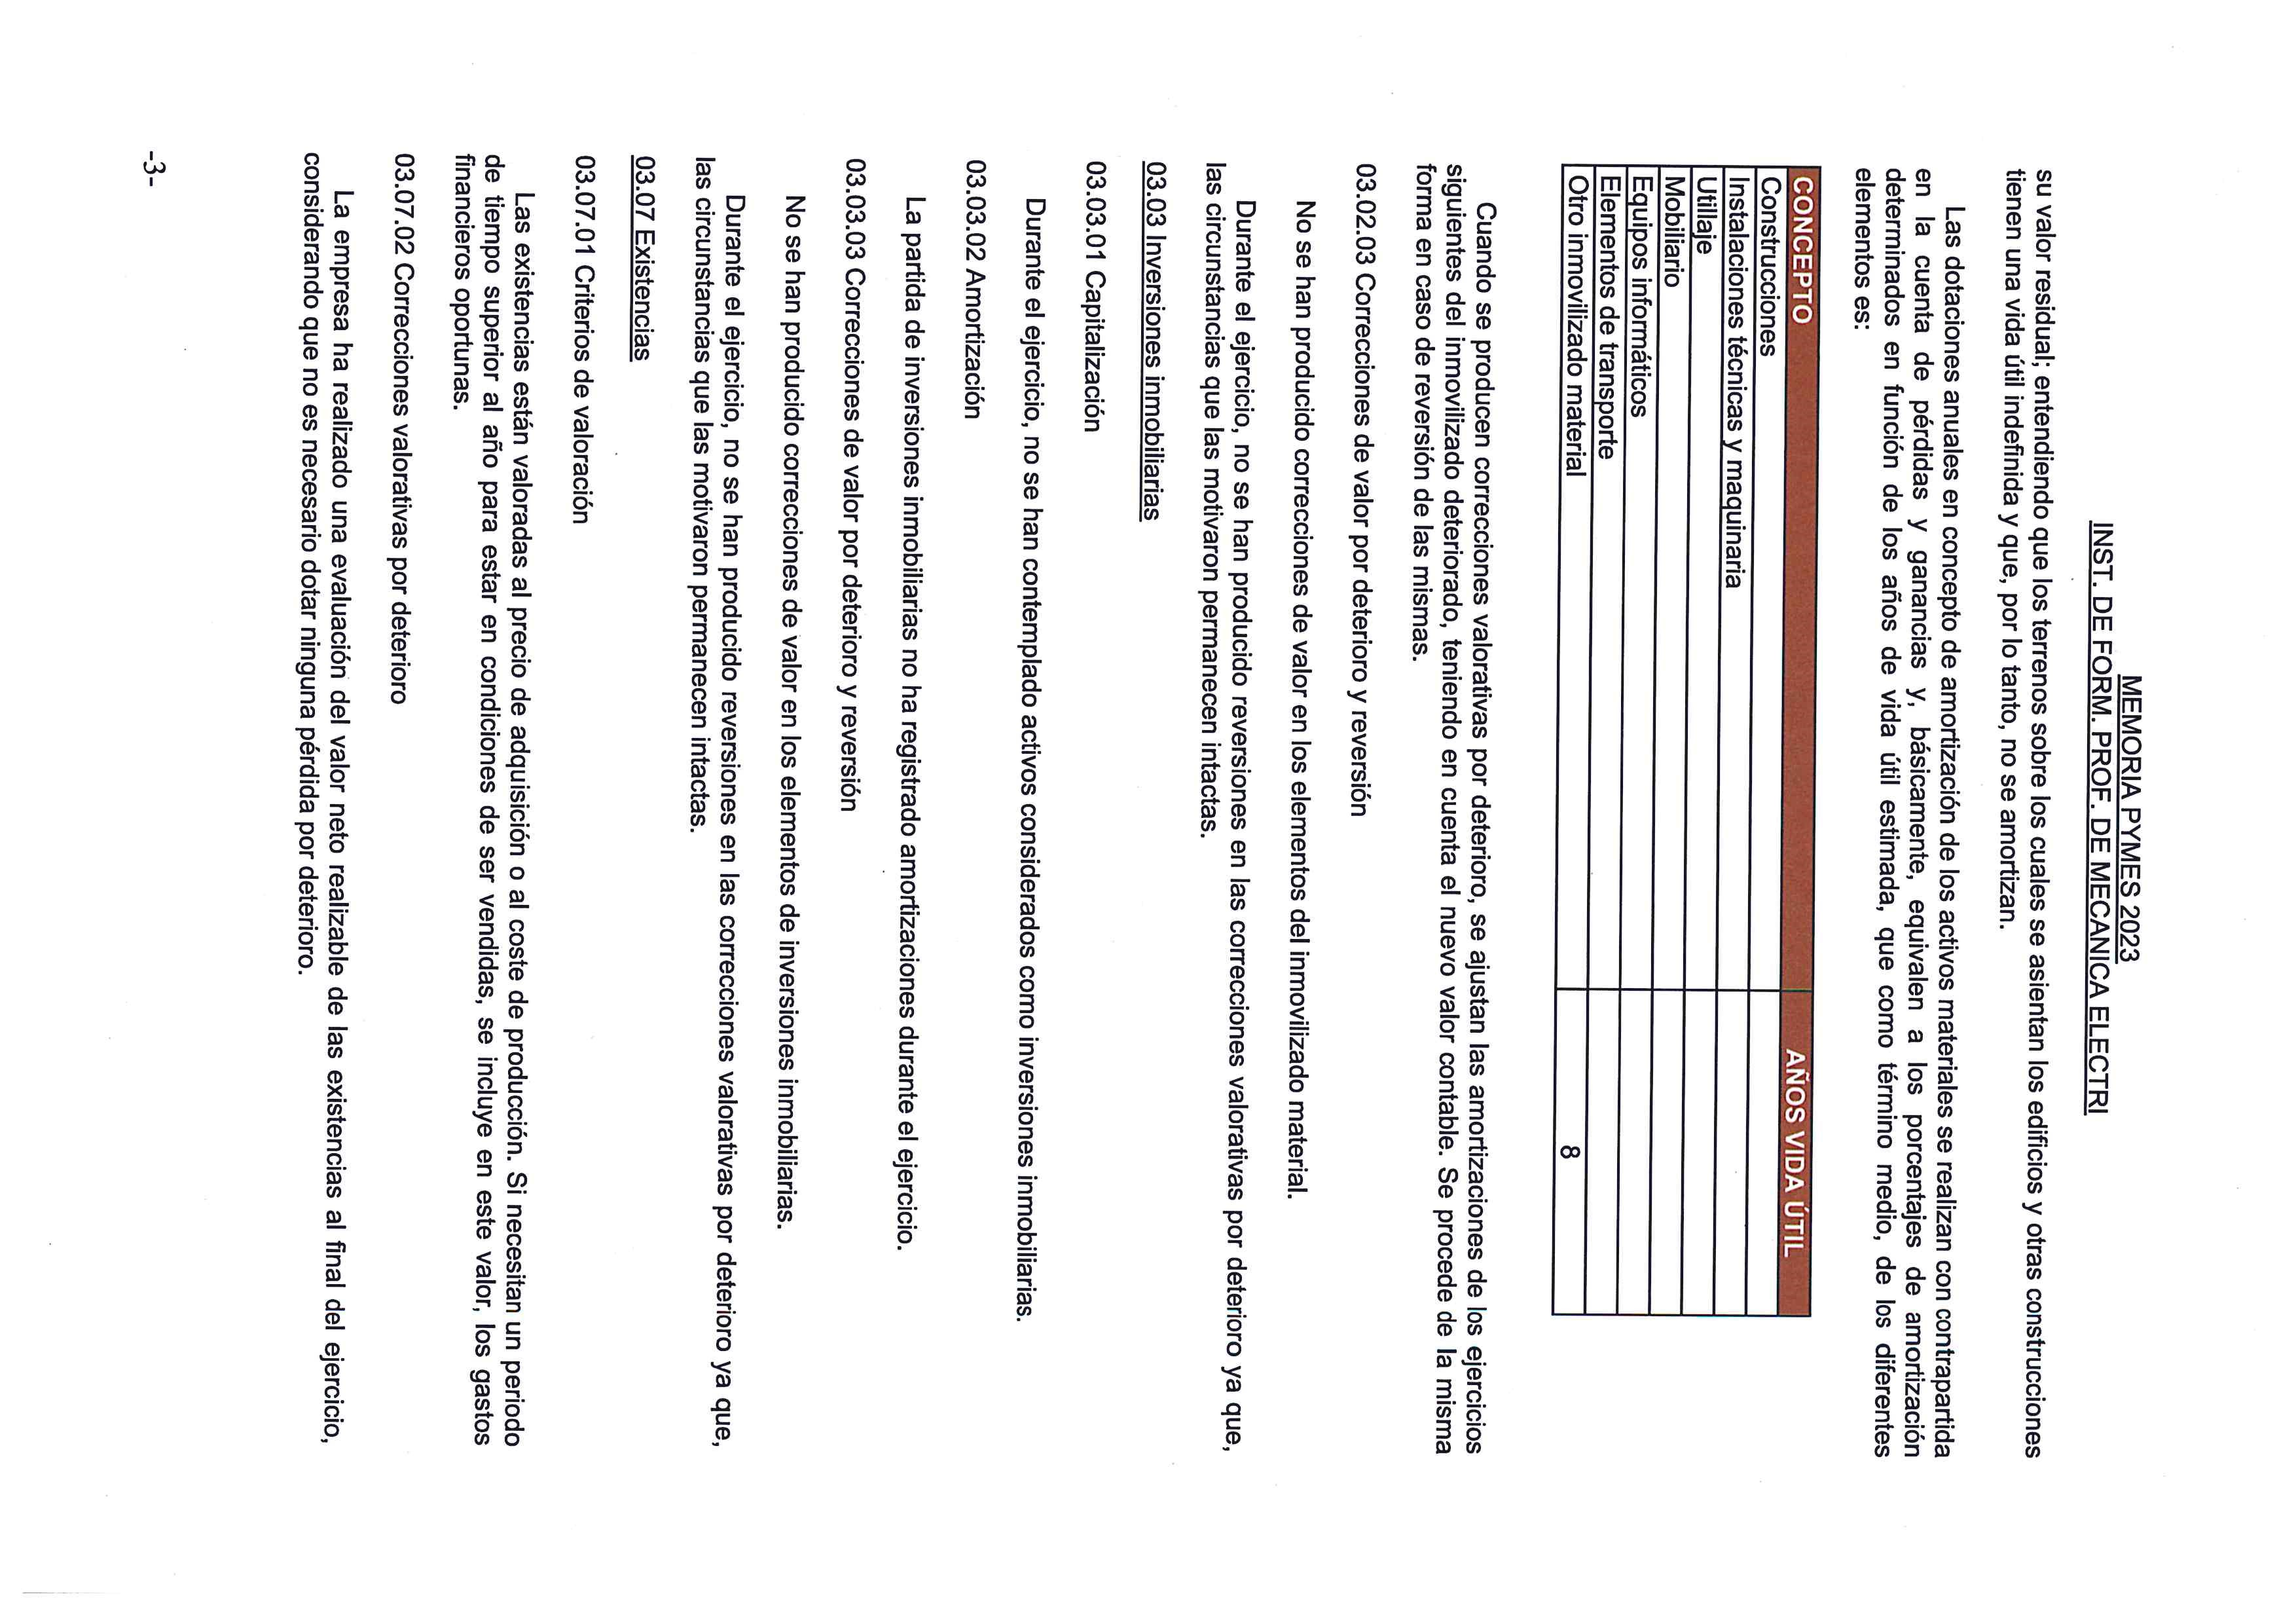 MEMORIA PYMES 2023
INST. DE FORM. PROF. DE MECANICA ELECTRI
su valor residual; entendiendo que los terrenos sobre los cuales se asientan los edificios y otras construcciones
tienen una vida útil indefinida y que, por lo tanto, no se amortizan.
Las dotaciones anuales en concepto de amortización de los activos materiales se realizan con contrapartida
en la cuenta de pérdidas y ganancias y, básicamente, equivalen a los porcentajes de amortización
determinados en función de los años de vida útil estimada, que como término medio, de los diferentes
elementos es:
CONCEPTO AÑOS VIDA ÚTIL
Construcciones
Instalaciones técnicas y maquinaria
Utillaje
Mobiliario
Equipos informáticos
Elementos de transporte
Otro inmovilizado material 8
Cuando se producen correcciones valorativas por deterioro, se ajustan las amortizaciones de los ejercicios
siguientes del inmovilizado deteriorado, teniendo en cuenta el nuevo valor contable. Se procede de la misma
forma en caso de reversión de las mismas.
03.02.03 Correcciones de valor por deterioro y reversión
No se han producido correcciones de valor en los elementos del inmovilizado material.
Durante el ejercicio, no se han producido reversiones en las correcciones valorativas por deterioro ya que,
las circunstancias que las motivaron permanecen intactas.
03.03 Inversiones inmobiliarias
03.03.01 Capitalización
Durante el ejercicio, no se han contemplado activos considerados como inversiones inmobiliarias.
03.03.02 Amortización
La partida de inversiones inmobiliarias no ha registrado amortizaciones durante el ejercicio.
03.03.03 Correcciones de valor por deterioro y reversión
No se han producido correcciones de valor en los elementos de inversiones inmobiliarias.
Durante el ejercicio, no se han producido reversiones en las correcciones valorativas por deterioro ya que,
las circunstancias que las motivaron permanecen intactas.
03.07 Existencias
03.07.01 Criterios de valoración
Las existencias están valoradas al precio de adquisición o al coste de producción. Si necesitan un periodo
de tiempo superior al año para estar en condiciones de ser vendidas, se incluye en este valor, los gastos
financieros oportunas.
03.07.02 Correcciones valorativas por deterioro
La empresa ha realizado una evaluación del valor neto realizable de las existencias al final del ejercicio,
considerando que no es necesario dotar ninguna pérdida por deterioro.
-3-